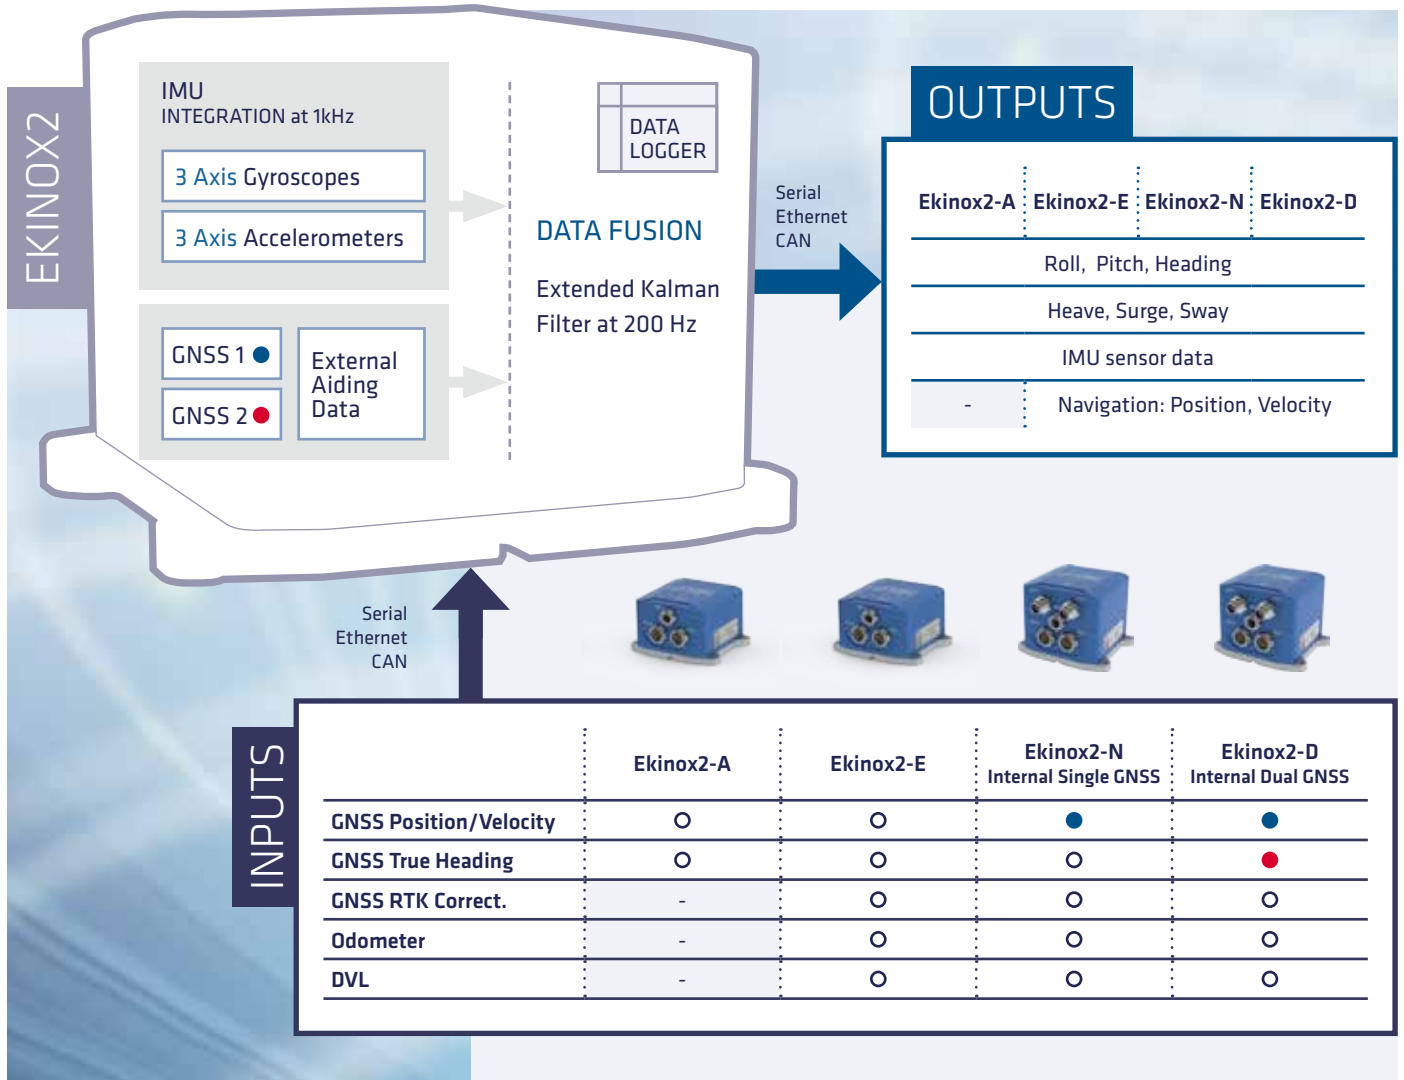 EKINOX2
IMU
INTEGRATION at 1kHz
3 Axis Gyroscopes
3 Axis Accelerometers
GNSS 1
GNSS 2
External
Aiding
Data
DATA
LOGGER
DATA FUSION
Extended Kalman
Filter at 200 Hz
Serial
Ethernet
CAN
OUTPUTS
Ekinox2-A Ekinox2-E Ekinox2-N Ekinox2-D
Roll, Pitch, Heading
Heave, Surge, Sway
IMU sensor data
- Navigation: Position, Velocity
Serial
Ethernet
CAN
INPUTS
Ekinox2-A Ekinox2-E Ekinox2-N Ekinox2-D
Internal Single GNSS Internal Dual GNSS
GNSS Position/Velocity
GNSS True Heading
GNSS RTK Correct. -
Odometer -
DVL -